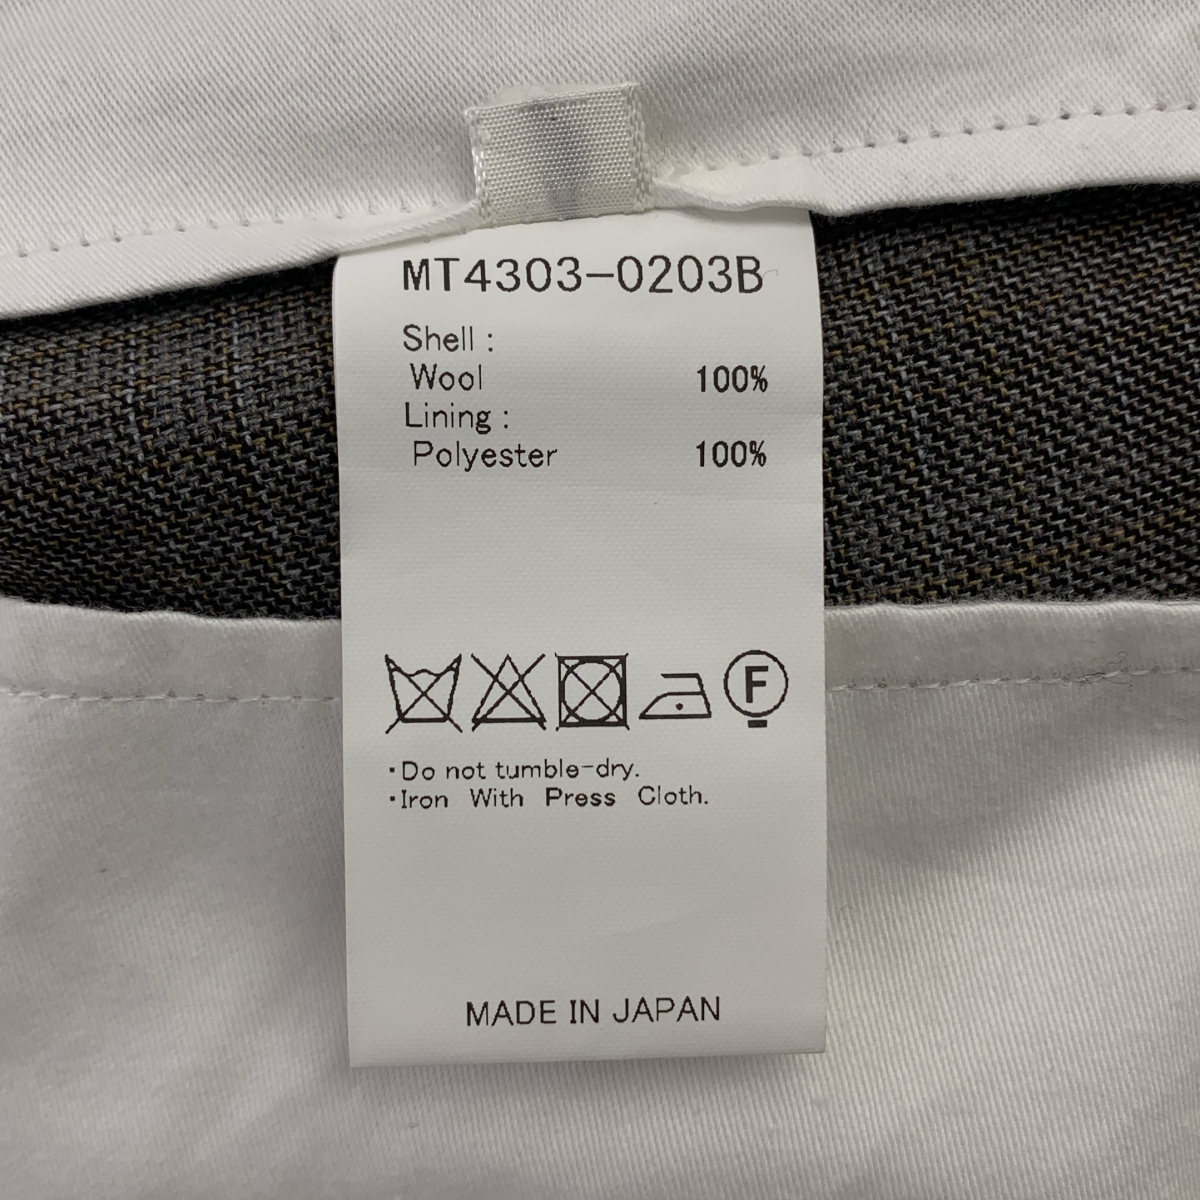 MT4303-0203B
Shell :
Wool 100%
Lining :
Polyester 100%
F
・Do not tumble-dry.
・Iron With Press Cloth.
MADE IN JAPAN